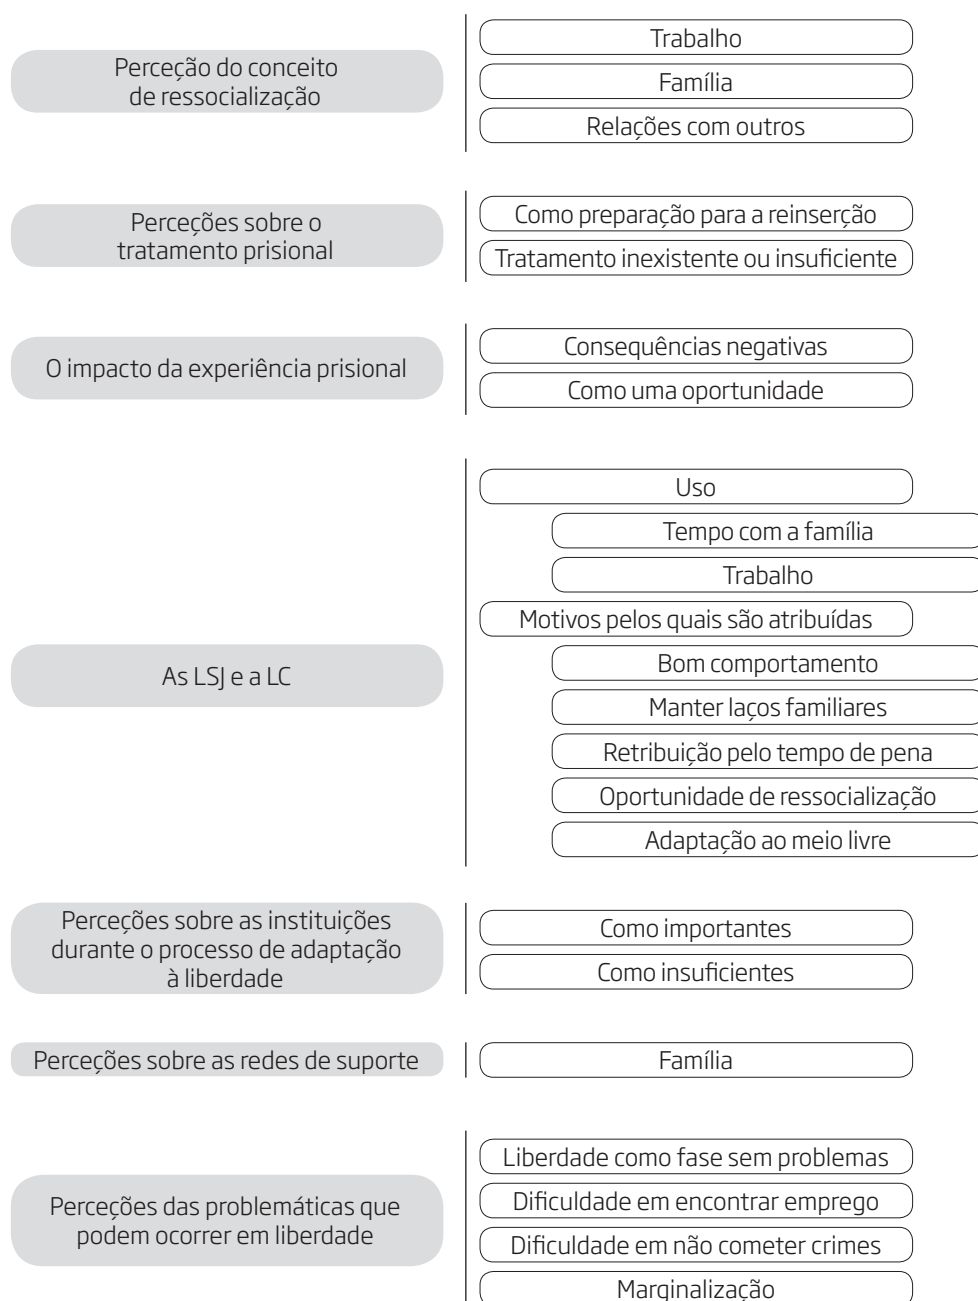 Perceção do conceito
de ressocialização
Trabalho
Família
Relações com outros
Perceções sobre o
tratamento prisional
Como preparação para a reinserção
Tratamento inexistente ou insuficiente
O impacto da experiência prisional
Consequências negativas
Como uma oportunidade
As LSJ e a LC
Uso
Tempo com a família
Trabalho
Motivos pelos quais são atribuídas
Bom comportamento
Manter laços familiares
Retribuição pelo tempo de pena
Oportunidade de ressocialização
Adaptação ao meio livre
Perceções sobre as instituições
durante o processo de adaptação
à liberdade
Como importantes
Como insuficientes
Perceções sobre as redes de suporte
Família
Perceções das problemáticas que
podem ocorrer em liberdade
Liberdade como fase sem problemas
Dificuldade em encontrar emprego
Dificuldade em não cometer crimes
Marginalização